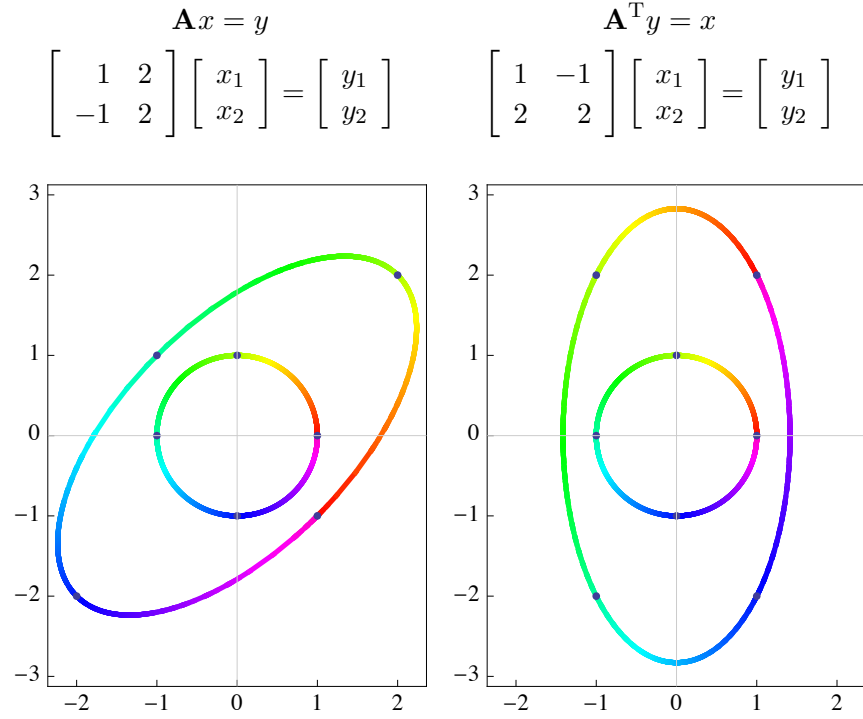 Ax = y
[ 1 2 ; −1 2 ] [ x₁ ; x₂ ] = [ y₁ ; y₂ ]
3
2
1
0
−1
−2
−3
−2 −1 0 1 2
Aᵀy = x
[ 1 −1 ; 2 2 ] [ x₁ ; x₂ ] = [ y₁ ; y₂ ]
3
2
1
0
−1
−2
−3
−2 −1 0 1 2